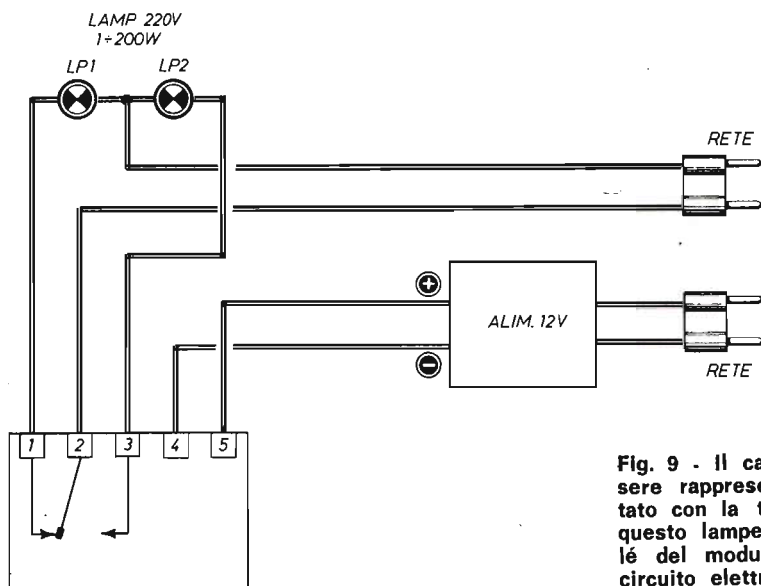 LAMP 220V
1÷200W
LP1 LP2
RETE
+
ALIM. 12V
−
RETE
1 2 3 4 5
Fig. 9 - Il ca
sere rappres
tato con la t
questo lampe
lé del modu
circuito elettr